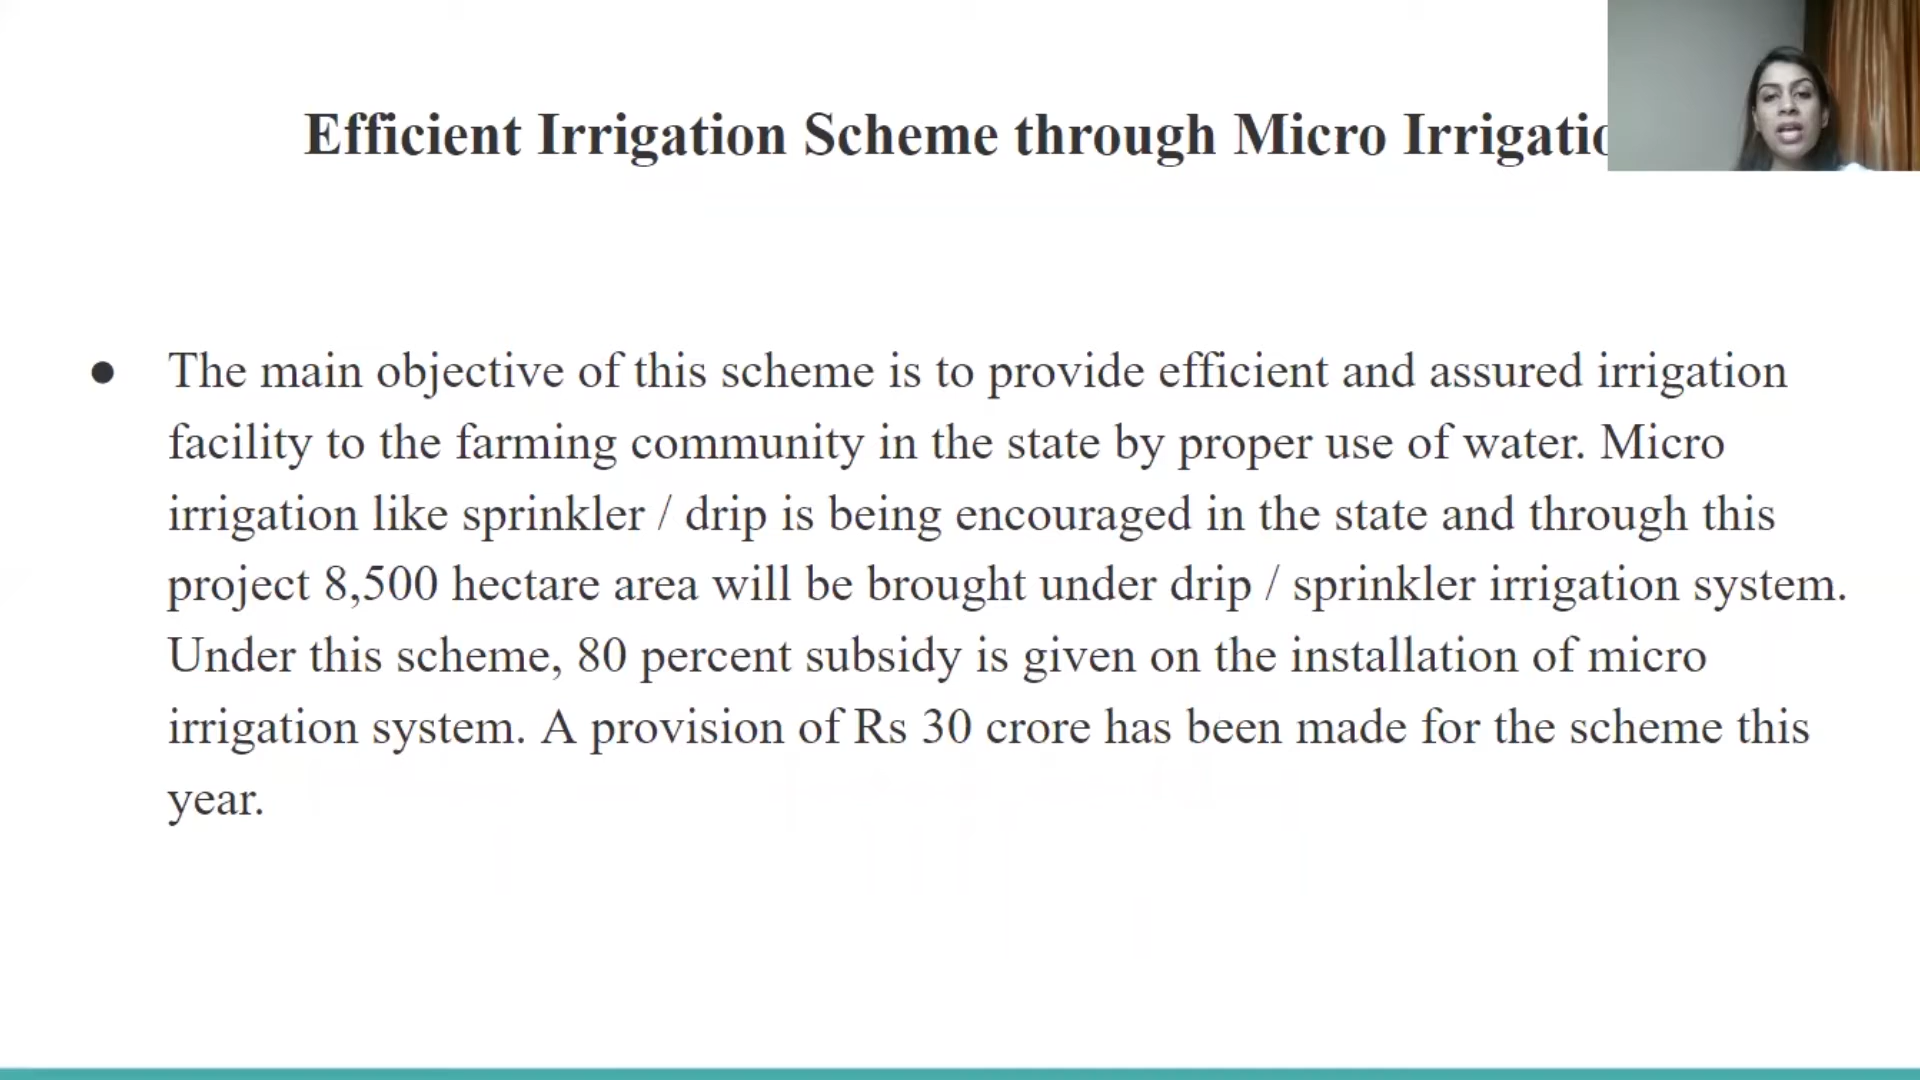 Efficient Irrigation Scheme through Micro Irrigatio
● The main objective of this scheme is to provide efficient and assured irrigation
facility to the farming community in the state by proper use of water. Micro
irrigation like sprinkler / drip is being encouraged in the state and through this
project 8,500 hectare area will be brought under drip / sprinkler irrigation system.
Under this scheme, 80 percent subsidy is given on the installation of micro
irrigation system. A provision of Rs 30 crore has been made for the scheme this
year.